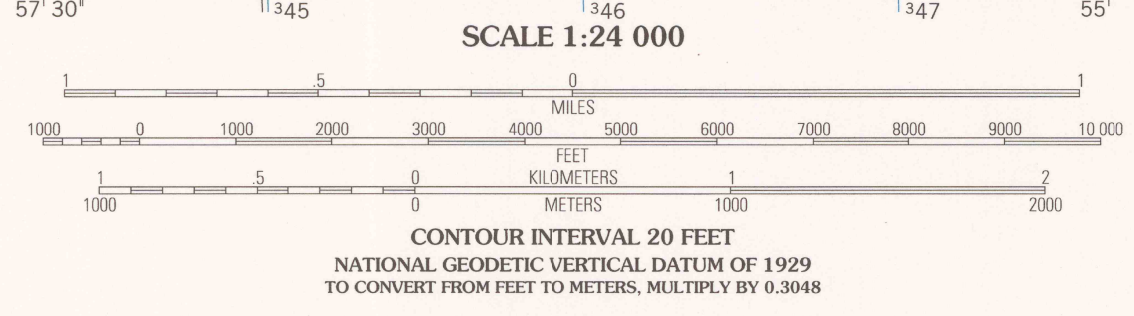 57' 30" 345 346 347 55'
SCALE 1:24 000
1 .5 0 1
MILES
1000 0 1000 2000 3000 4000 5000 6000 7000 8000 9000 10 000
FEET
1 .5 0 KILOMETERS 1 2
1000 0 METERS 1000 2000
CONTOUR INTERVAL 20 FEET
NATIONAL GEODETIC VERTICAL DATUM OF 1929
TO CONVERT FROM FEET TO METERS, MULTIPLY BY 0.3048